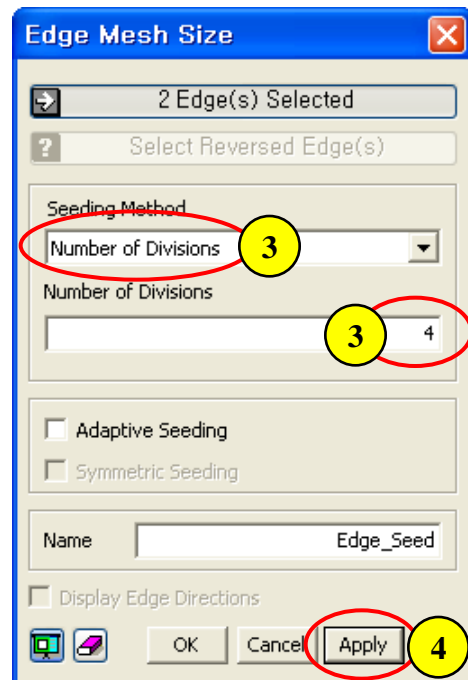 Edge Mesh Size
2 Edge(s) Selected
? Select Reversed Edge(s)
Seeding Method
Number of Divisions 3
Number of Divisions
3 4
Adaptive Seeding
Symmetric Seeding
Name Edge_Seed
Display Edge Directions
OK Cancel Apply 4